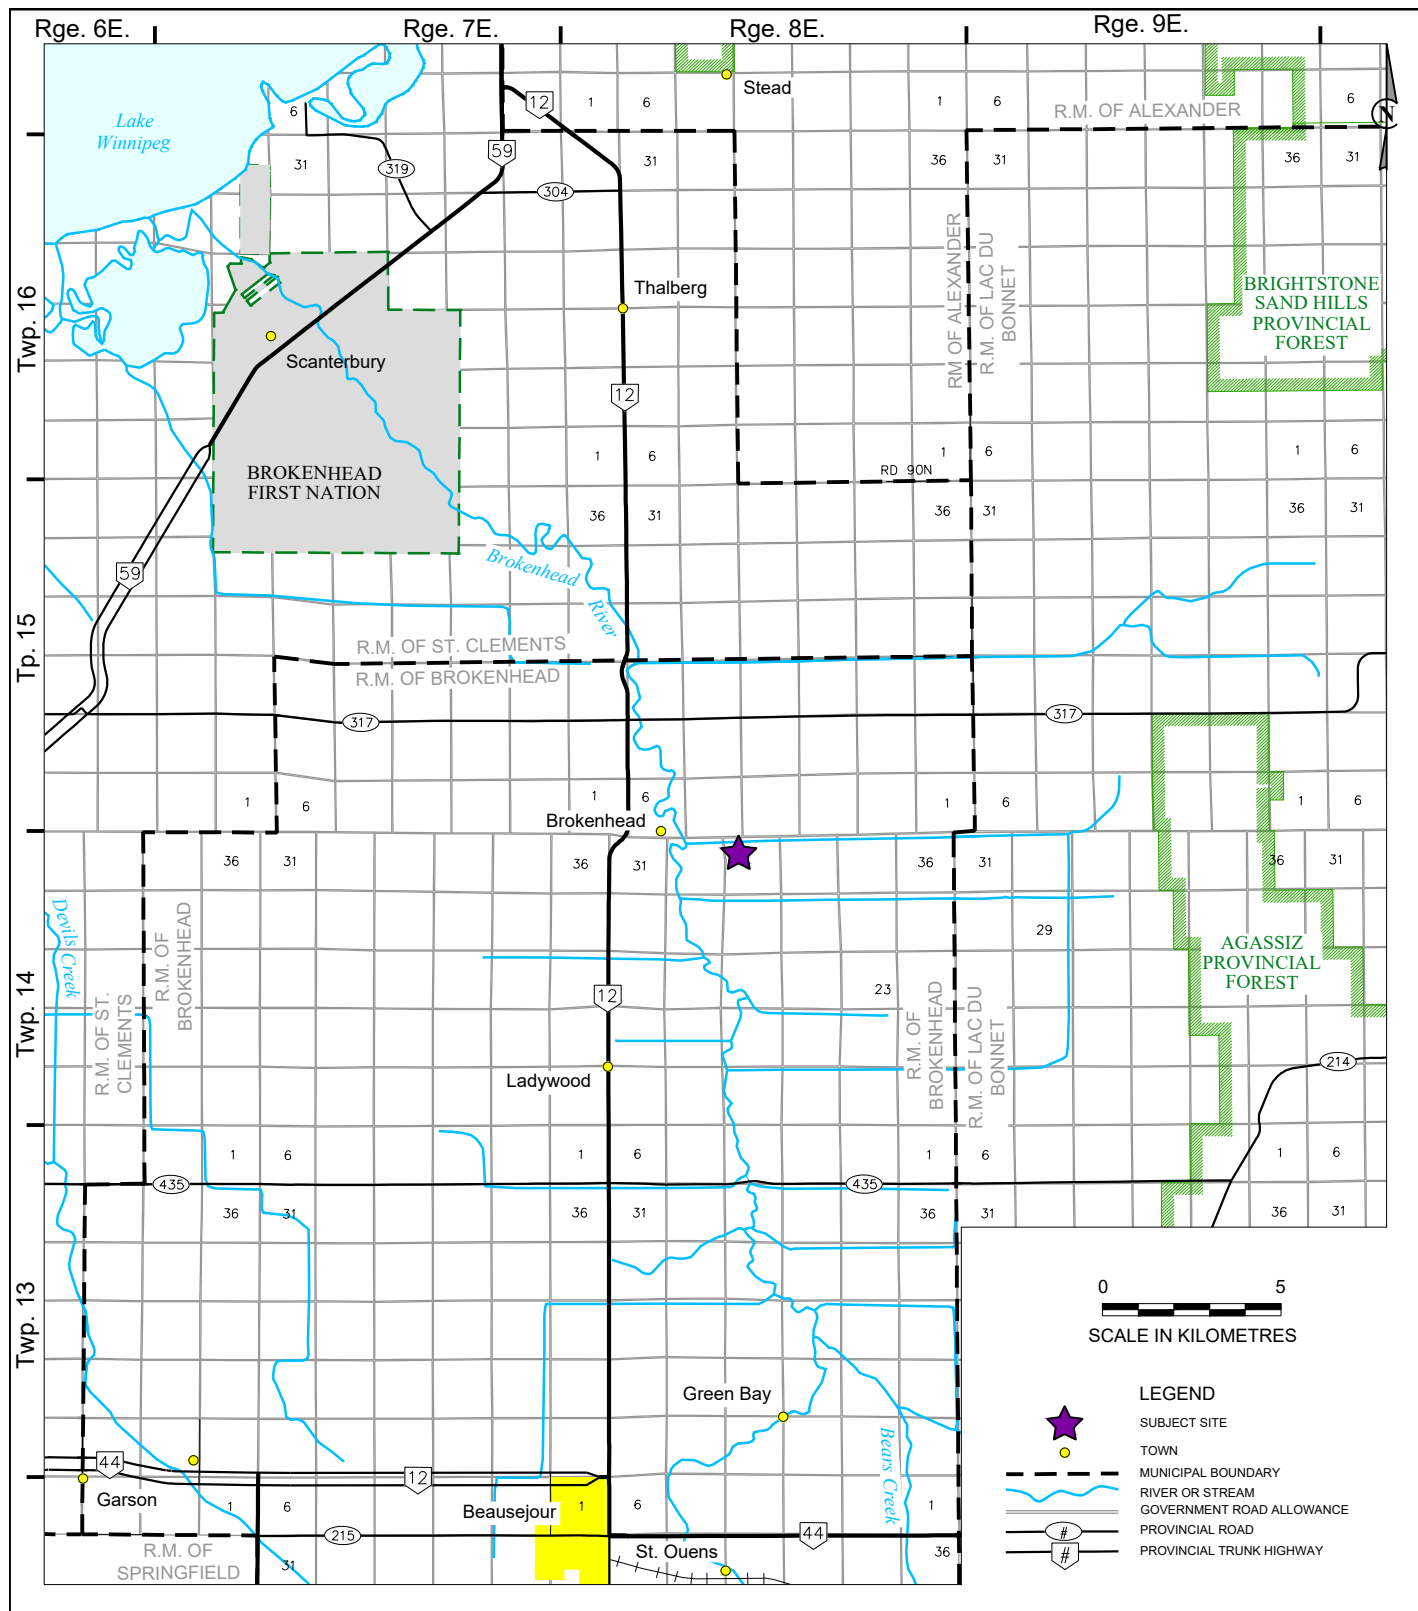 Rge. 6E.
Rge. 7E.
Rge. 8E.
Rge. 9E.
Stead
12
1
6
1
6
6
R.M. OF ALEXANDER
N
6
Lake
Winnipeg
59
31
319
31
36
31
36
31
304
RM OF ALEXANDER
R.M. OF LAC DU
BONNET
Twp. 16
Thalberg
BRIGHTSTONE
SAND HILLS
PROVINCIAL
FOREST
Scanterbury
12
1
6
1
6
1
6
RD 90N
BROKENHEAD
FIRST NATION
36
31
36
31
36
31
59
Brokenhead
River
Tp. 15
R.M. OF ST. CLEMENTS
R.M. OF BROKENHEAD
317
317
1
6
1
6
1
6
1
6
Brokenhead
36
31
36
31
36
31
36
31
Devils Creek
R.M. OF
BROKENHEAD
29
AGASSIZ
PROVINCIAL
FOREST
23
Twp. 14
R.M. OF ST.
CLEMENTS
12
R.M. OF
BROKENHEAD
R.M. OF LAC DU
BONNET
214
Ladywood
1
6
1
6
1
6
1
6
435
435
36
31
36
31
36
31
36
31
Twp. 13
0
5
SCALE IN KILOMETRES
Green Bay
LEGEND
SUBJECT SITE
TOWN
MUNICIPAL BOUNDARY
RIVER OR STREAM
GOVERNMENT ROAD ALLOWANCE
# PROVINCIAL ROAD
# PROVINCIAL TRUNK HIGHWAY
Bears Creek
44
12
Garson
1
6
Beausejour
1
6
1
215
44
R.M. OF
SPRINGFIELD
31
St. Ouens
36